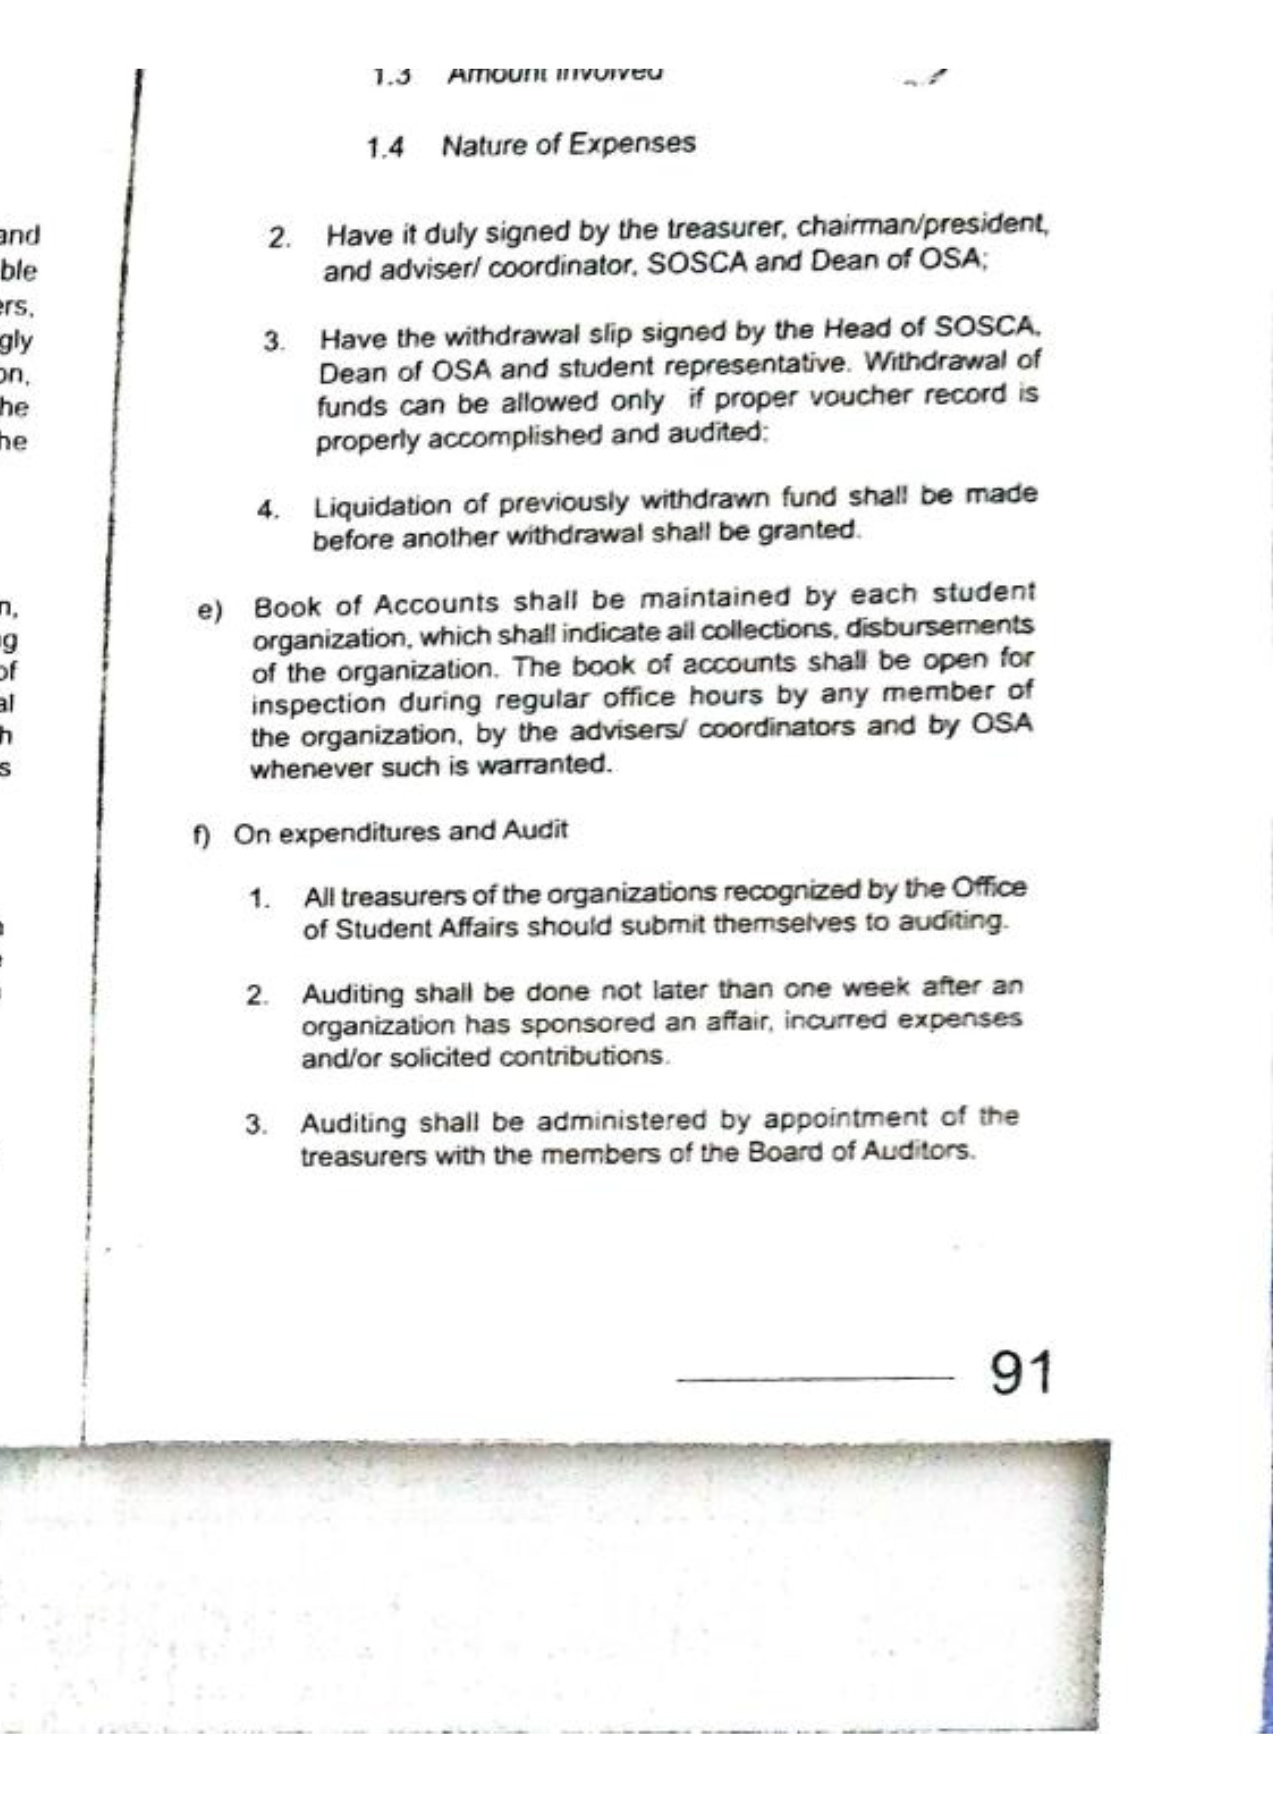 1.3 Amount Involved
1.4 Nature of Expenses
and
ble
ers,
gly
on,
he
he
n,
g
of
al
h
s
2. Have it duly signed by the treasurer, chairman/president,
and adviser/ coordinator, SOSCA and Dean of OSA;
3. Have the withdrawal slip signed by the Head of SOSCA,
Dean of OSA and student representative. Withdrawal of
funds can be allowed only if proper voucher record is
properly accomplished and audited;
4. Liquidation of previously withdrawn fund shall be made
before another withdrawal shall be granted.
e) Book of Accounts shall be maintained by each student
organization, which shall indicate all collections, disbursements
of the organization. The book of accounts shall be open for
inspection during regular office hours by any member of
the organization, by the advisers/ coordinators and by OSA
whenever such is warranted.
f) On expenditures and Audit
1. All treasurers of the organizations recognized by the Office
of Student Affairs should submit themselves to auditing.
2. Auditing shall be done not later than one week after an
organization has sponsored an affair, incurred expenses
and/or solicited contributions.
3. Auditing shall be administered by appointment of the
treasurers with the members of the Board of Auditors.
91